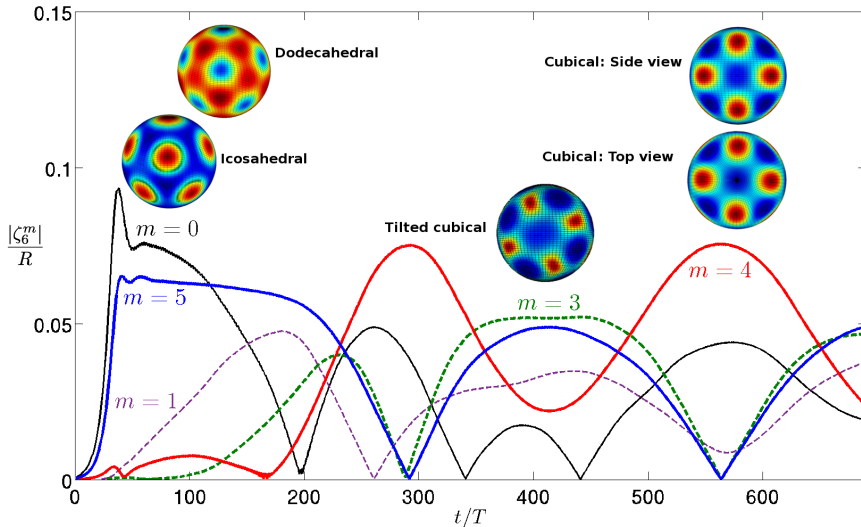 0.15
Dodecahedral
Cubical: Side view
0.1
Icosahedral
Cubical: Top view
|ζ₆ᵐ|
R
m = 0
Tilted cubical
m = 5
m = 3
m = 4
0.05
m = 1
0
0 100 200 300 400 500 600
t/T